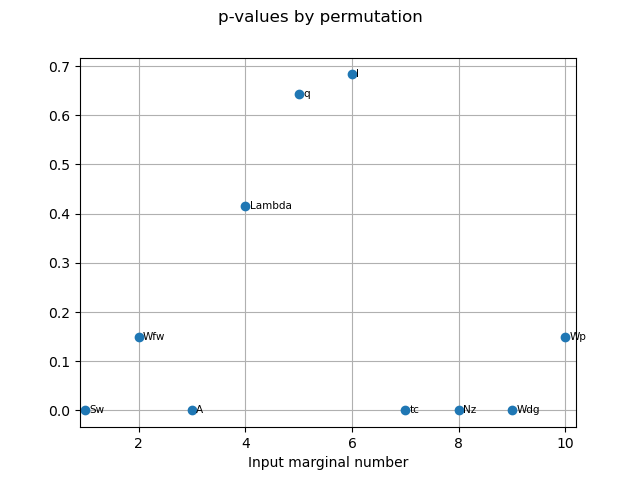 p-values by permutation
0.7
0.6
0.5
0.4
0.3
0.2
0.1
0.0
l
q
Lambda
Wfw
Wp
Sw
A
tc
Nz
Wdg
2
4
6
8
10
Input marginal number